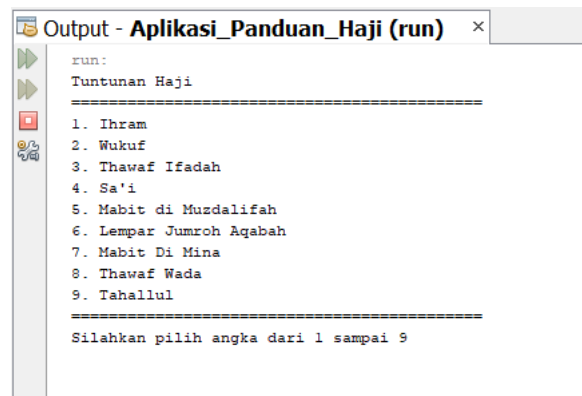 Output - Aplikasi_Panduan_Haji (run) ×
run:
Tuntunan Haji
===============================================
1. Ihram
2. Wukuf
3. Thawaf Ifadah
4. Sa'i
5. Mabit di Muzdalifah
6. Lempar Jumroh Aqabah
7. Mabit Di Mina
8. Thawaf Wada
9. Tahallul
===============================================
Silahkan pilih angka dari 1 sampai 9